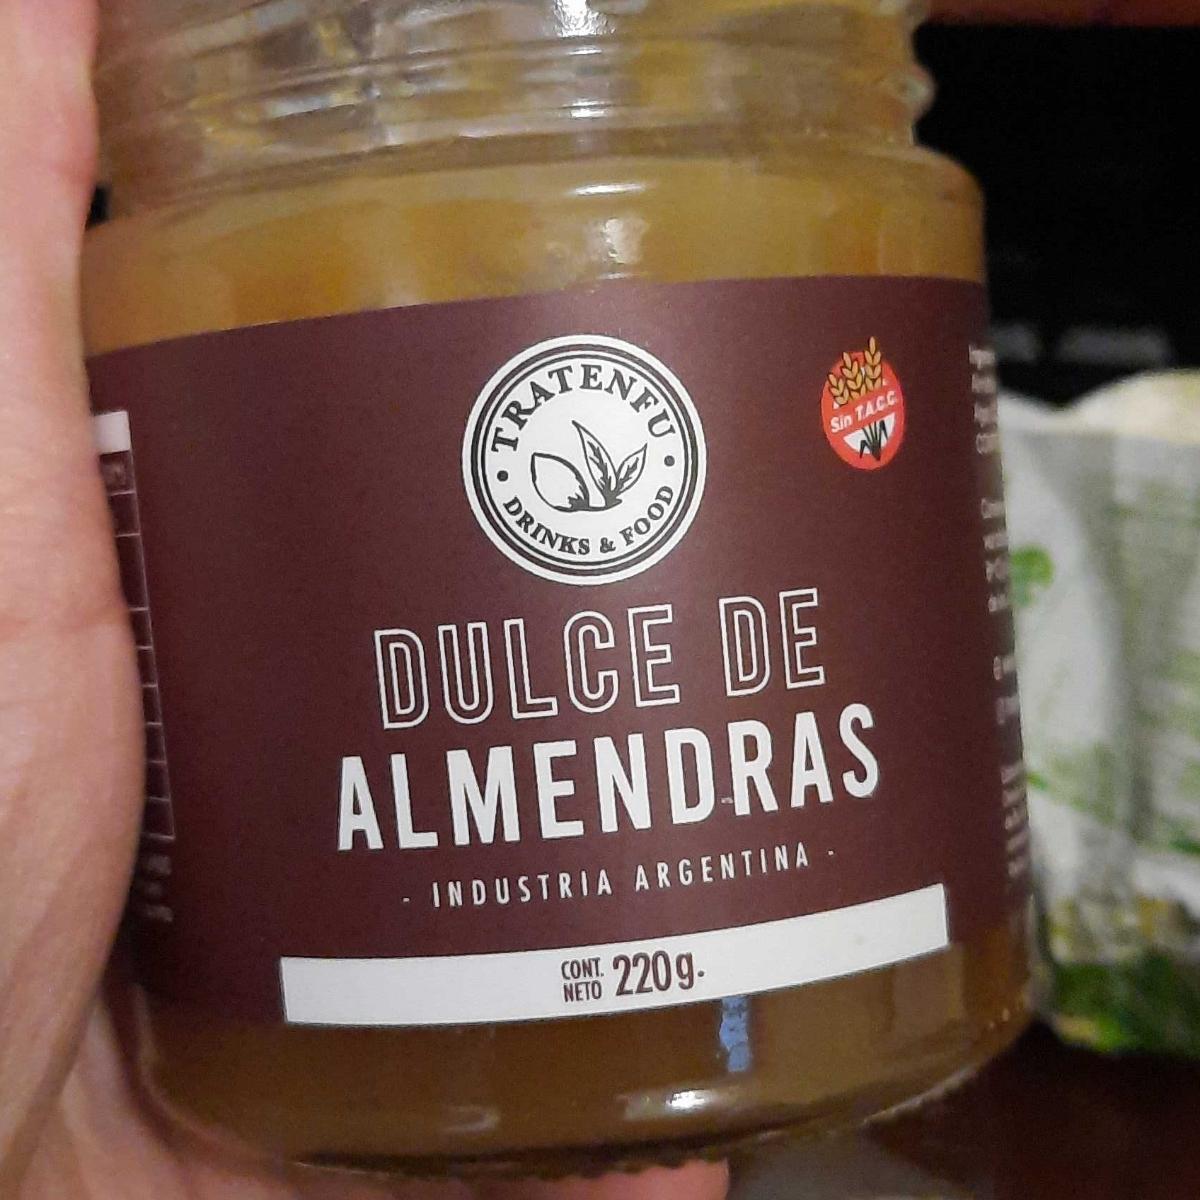 TRATENFU
DRINKS & FOOD
Sin T.A.C.C.
DULCE DE
ALMENDRAS
- INDUSTRIA ARGENTINA -
CONT. NETO 220g.